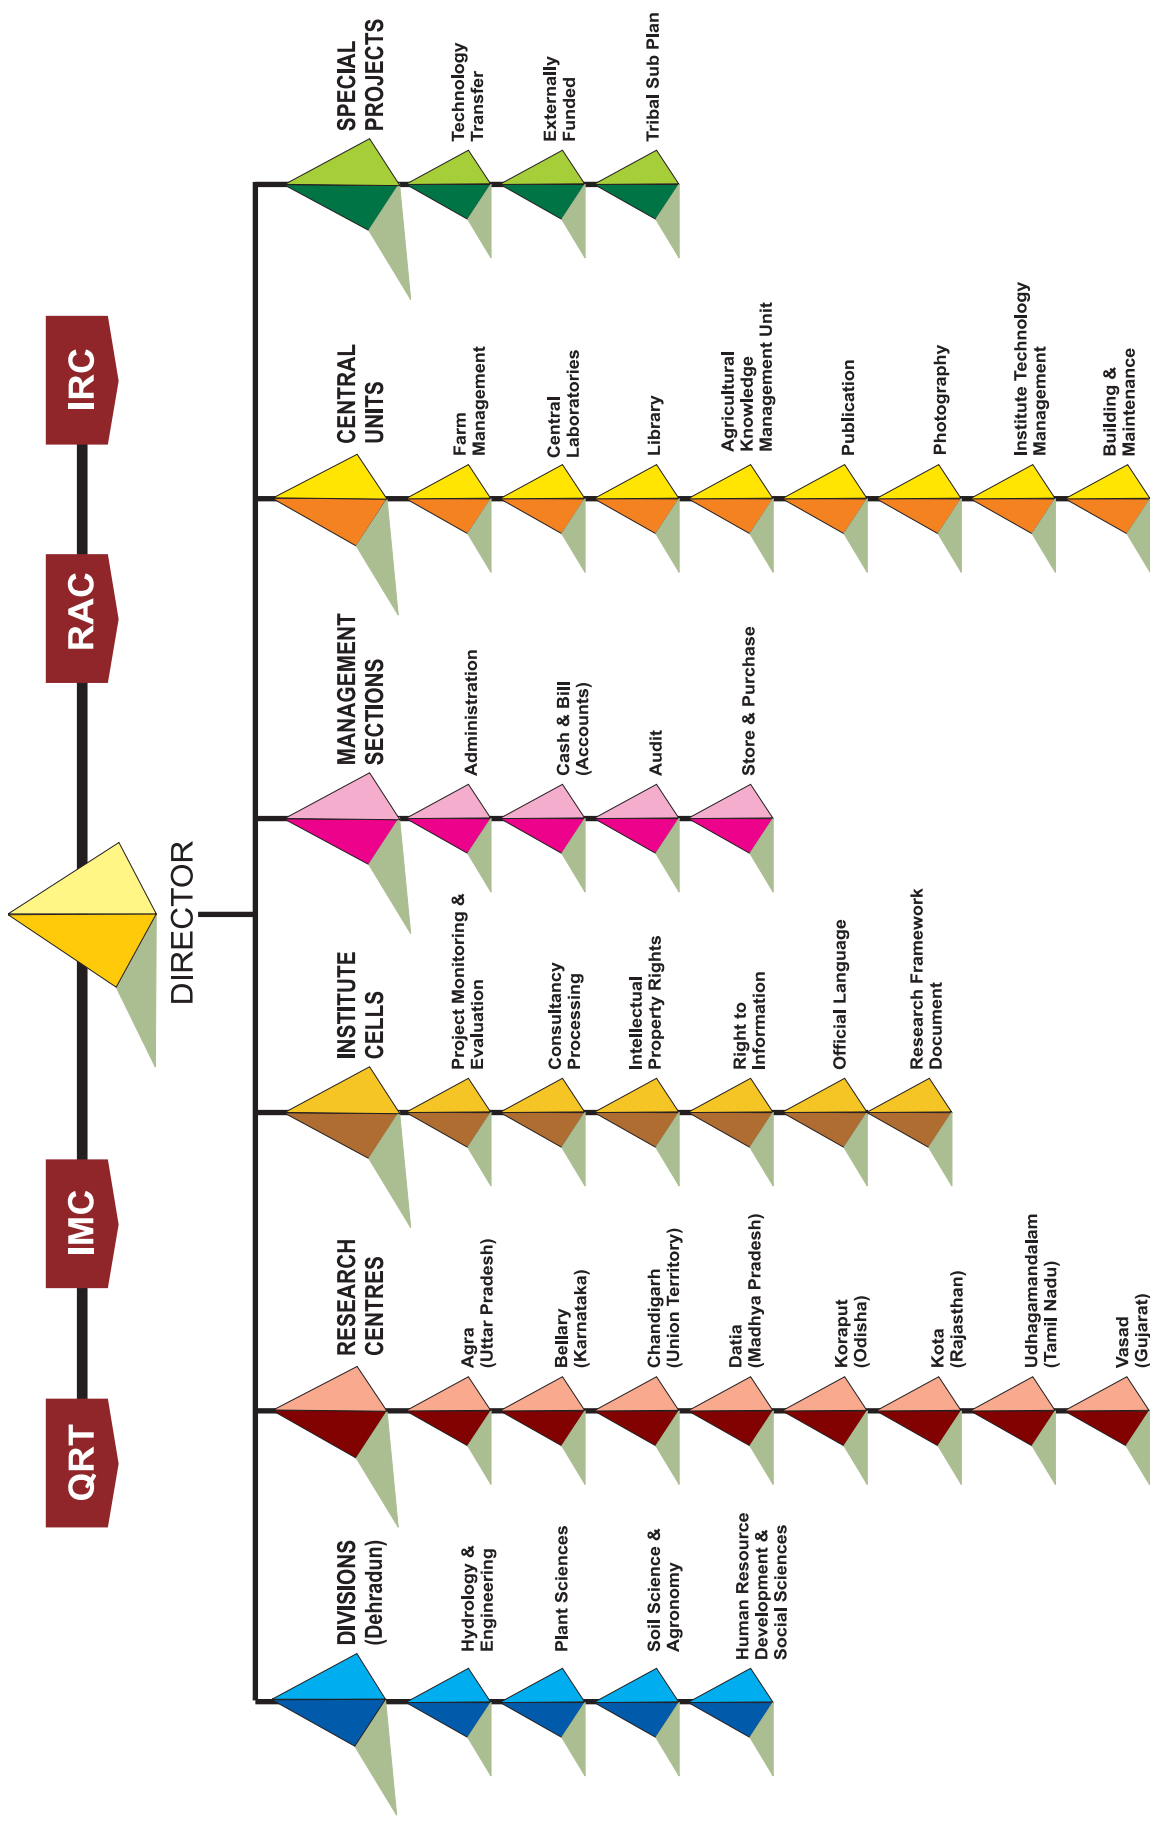 QRT
IMC
RAC
IRC
DIRECTOR
DIVISIONS
(Dehradun)
Hydrology &
Engineering
Plant Sciences
Soil Science &
Agronomy
Human Resource
Development &
Social Sciences
RESEARCH
CENTRES
Agra
(Uttar Pradesh)
Bellary
(Karnataka)
Chandigarh
(Union Territory)
Datia
(Madhya Pradesh)
Koraput
(Odisha)
Kota
(Rajasthan)
Udhagamandalam
(Tamil Nadu)
Vasad
(Gujarat)
INSTITUTE
CELLS
Project Monitoring &
Evaluation
Consultancy
Processing
Intellectual
Property Rights
Right to
Information
Official Language
Research Framework
Document
MANAGEMENT
SECTIONS
Administration
Cash & Bill
(Accounts)
Audit
Store & Purchase
CENTRAL
UNITS
Farm
Management
Central
Laboratories
Library
Agricultural
Knowledge
Management Unit
Publication
Photography
Institute Technology
Management
Building &
Maintenance
SPECIAL
PROJECTS
Technology
Transfer
Externally
Funded
Tribal Sub Plan